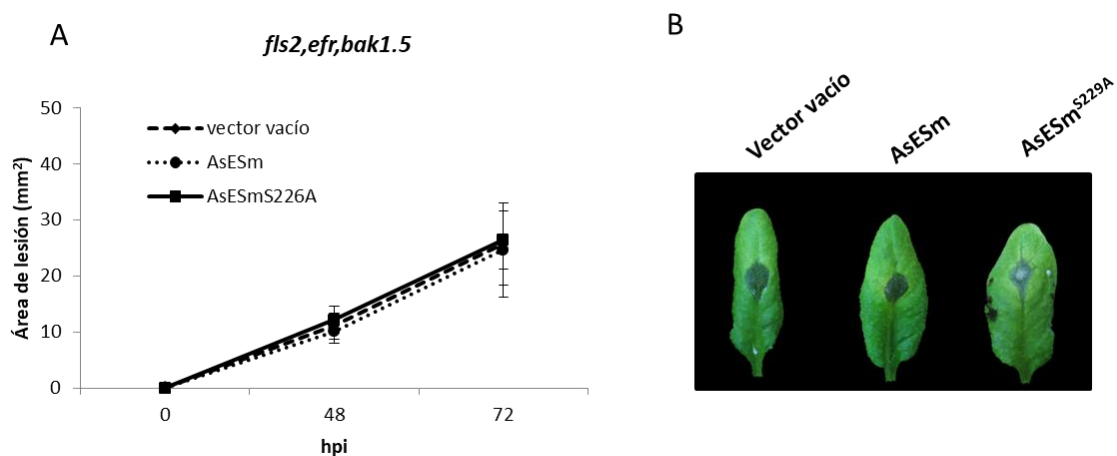 A
fls2,efr,bak1.5
50
40
30
20
10
0
Área de lesión (mm²)
vector vacío
AsESm
AsESmS226A
0 48 72
hpi
B
Vector vacío
AsESm
AsESmS229A